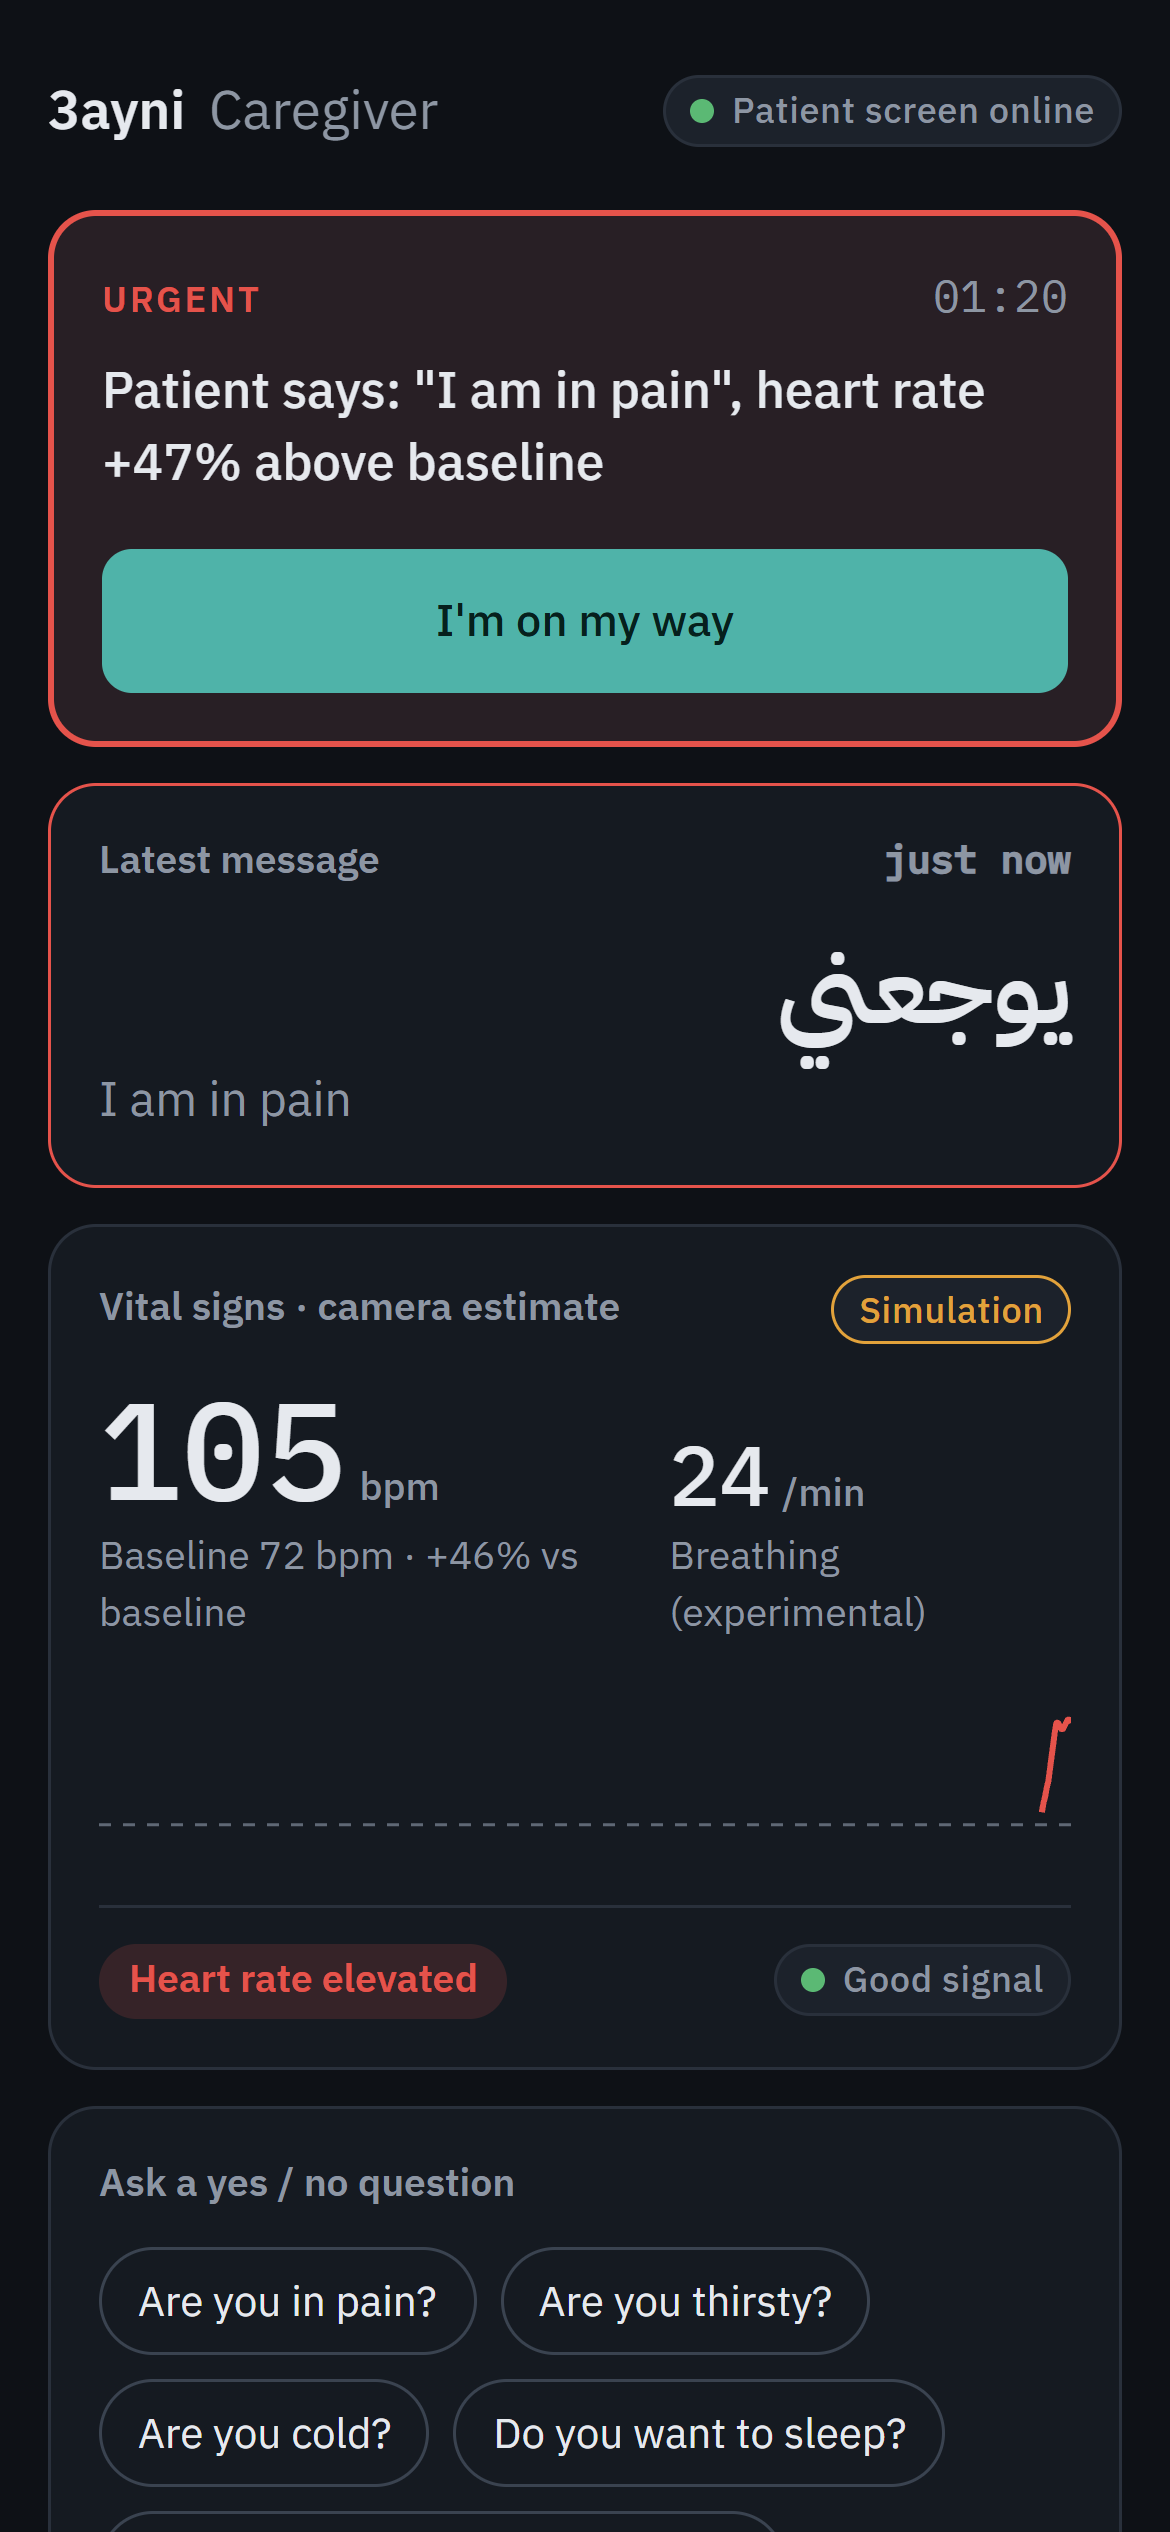 3ayni Caregiver
Patient screen online
URGENT
01:20
Patient says: "I am in pain", heart rate
+47% above baseline
I'm on my way
Latest message
just now
يوجعني
I am in pain
Vital signs · camera estimate
Simulation
105 bpm
24 /min
Baseline 72 bpm · +46% vs
baseline
Breathing
(experimental)
Heart rate elevated
Good signal
Ask a yes / no question
Are you in pain?
Are you thirsty?
Are you cold?
Do you want to sleep?